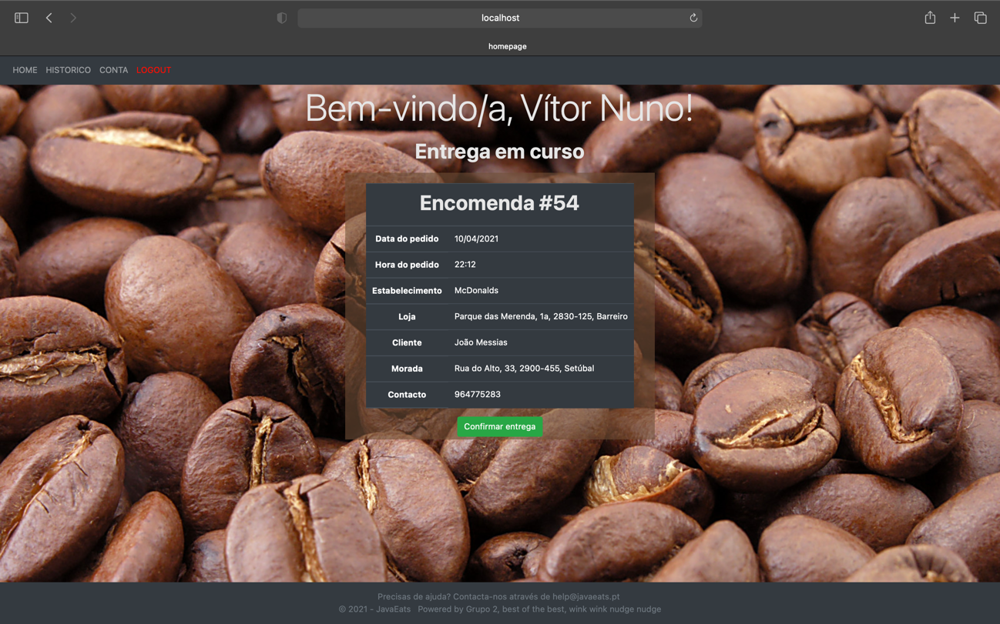 localhost
homepage
HOME HISTORICO CONTA LOGOUT
Bem-vindo/a, Vítor Nuno!
Entrega em curso
Encomenda #54
Data do pedido 10/04/2021
Hora do pedido 22:12
Estabelecimento McDonalds
Loja Parque das Merenda, 1a, 2830-125, Barreiro
Cliente João Messias
Morada Rua do Alto, 33, 2900-455, Setúbal
Contacto 964775283
Confirmar entrega
Precisas de ajuda? Contacta-nos através de help@javaeats.pt
© 2021 - JavaEats Powered by Grupo 2, best of the best, wink wink nudge nudge